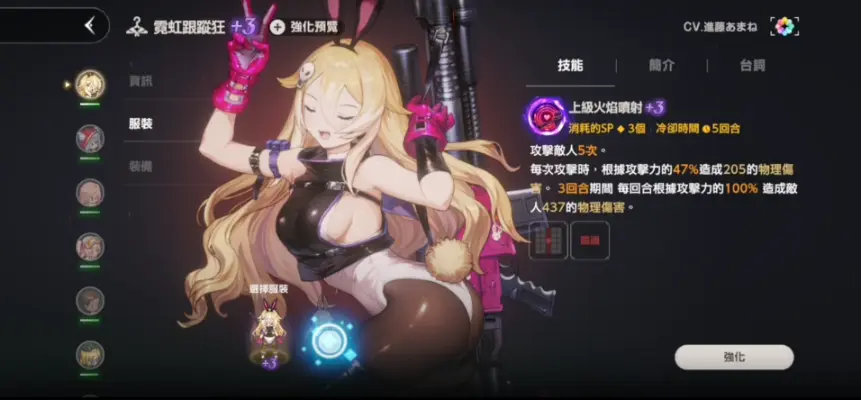 霓虹跟蹤狂 +3
強化預覽
CV.進藤あまね
資訊
服裝
裝備
技能
簡介
台詞
上級火焰噴射 +3
消耗的SP 3個 冷卻時間 5回合
攻擊敵人5次。
每次攻擊時，根據攻擊力的47%造成205的物理傷
害。 3回合期間 每回合根據攻擊力的100% 造成敵
人437的物理傷害。
選擇服裝
+3
強化